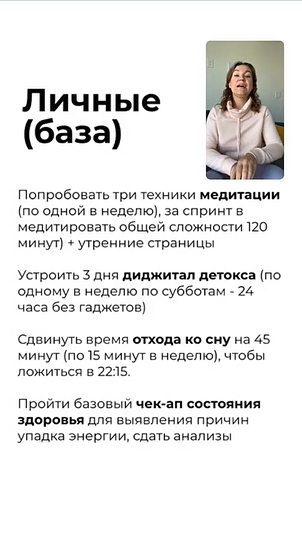 Личные
(база)
Попробовать три техники медитации
(по одной в неделю), за спринт в
медитировать общей сложности 120
минут) + утренние страницы
Устроить 3 дня диджитал детокса (по
одному в неделю по субботам - 24
часа без гаджетов)
Сдвинуть время отхода ко сну на 45
минут (по 15 минут в неделю), чтобы
ложиться в 22:15.
Пройти базовый чек-ап состояния
здоровья для выявления причин
упадка энергии, сдать анализы